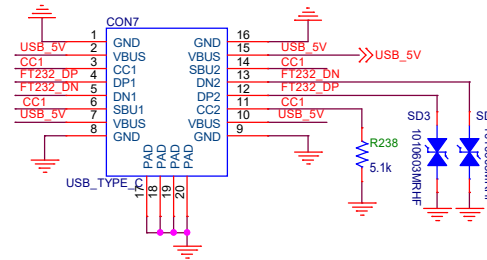 CON7
1 GND GND 16
USB_5V 2 VBUS VBUS 15 USB_5V USB_5V
CC1 3 CC1 SBU2 14 CC1
FT232_DP 4 DP1 DN2 13 FT232_DN
FT232_DN 5 DN1 DP2 12 FT232_DP
CC1 6 SBU1 CC2 11 CC1
USB_5V 7 VBUS VBUS 10 USB_5V
8 GND GND 9
PAD PAD PAD PAD
USB_TYPE_C
17 18 19 20
R238
5.1k
SD3
1010603MRHF